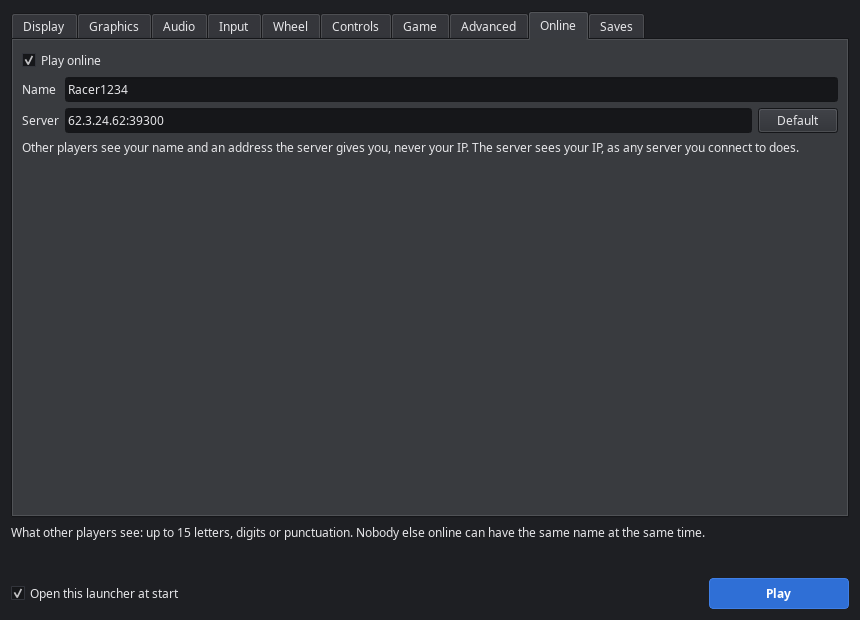 Display Graphics Audio Input Wheel Controls Game Advanced Online Saves
Play online
Name Racer1234
Server 62.3.24.62:39300 Default
Other players see your name and an address the server gives you, never your IP. The server sees your IP, as any server you connect to does.
What other players see: up to 15 letters, digits or punctuation. Nobody else online can have the same name at the same time.
Open this launcher at start Play